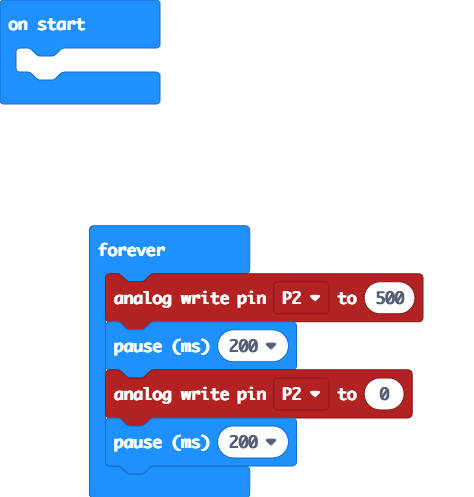 on start
forever
analog write pin P2 to 500
pause (ms) 200
analog write pin P2 to 0
pause (ms) 200